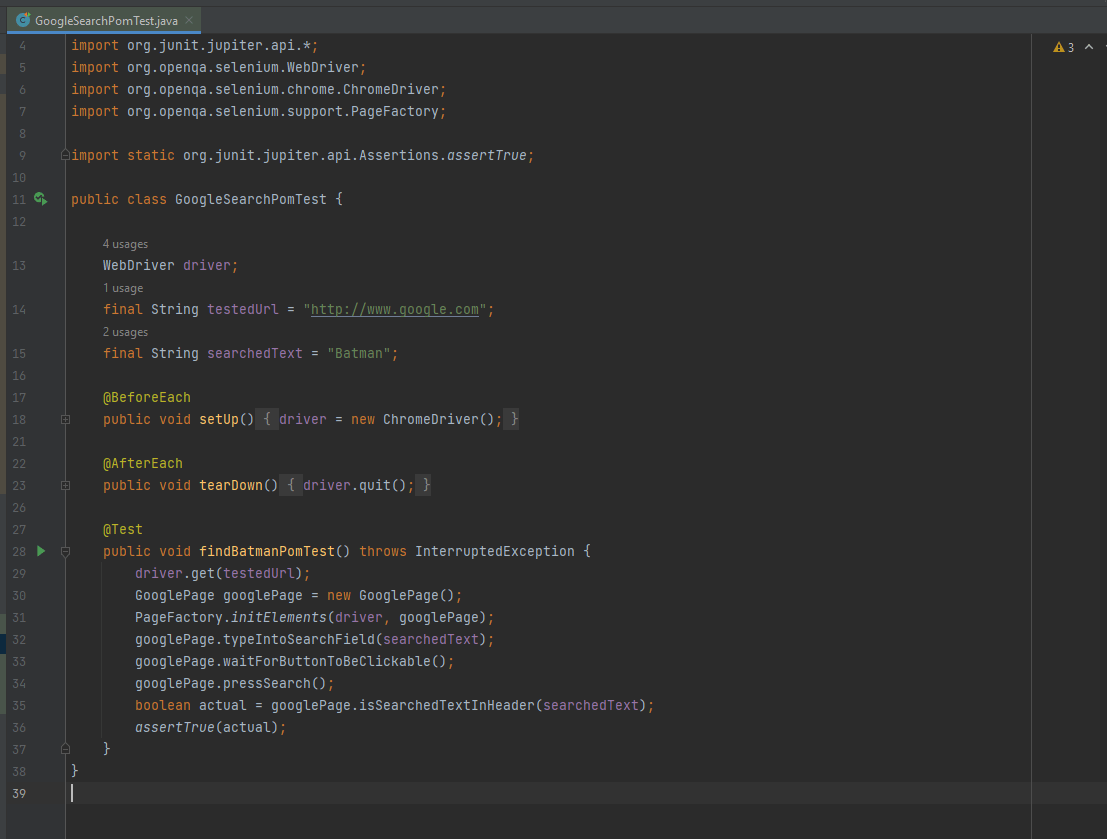 GoogleSearchPomTest.java
3
4 import org.junit.jupiter.api.*;
5 import org.openqa.selenium.WebDriver;
6 import org.openqa.selenium.chrome.ChromeDriver;
7 import org.openqa.selenium.support.PageFactory;
8
9 import static org.junit.jupiter.api.Assertions.assertTrue;
10
11 public class GoogleSearchPomTest {
12
4 usages
13 WebDriver driver;
1 usage
14 final String testedUrl = "http://www.google.com";
2 usages
15 final String searchedText = "Batman";
16
17 @BeforeEach
18 public void setUp() { driver = new ChromeDriver(); }
21
22 @AfterEach
23 public void tearDown() { driver.quit(); }
26
27 @Test
28 public void findBatmanPomTest() throws InterruptedException {
29 driver.get(testedUrl);
30 GooglePage googlePage = new GooglePage();
31 PageFactory.initElements(driver, googlePage);
32 googlePage.typeIntoSearchField(searchedText);
33 googlePage.waitForButtonToBeClickable();
34 googlePage.pressSearch();
35 boolean actual = googlePage.isSearchedTextInHeader(searchedText);
36 assertTrue(actual);
37 }
38 }
39